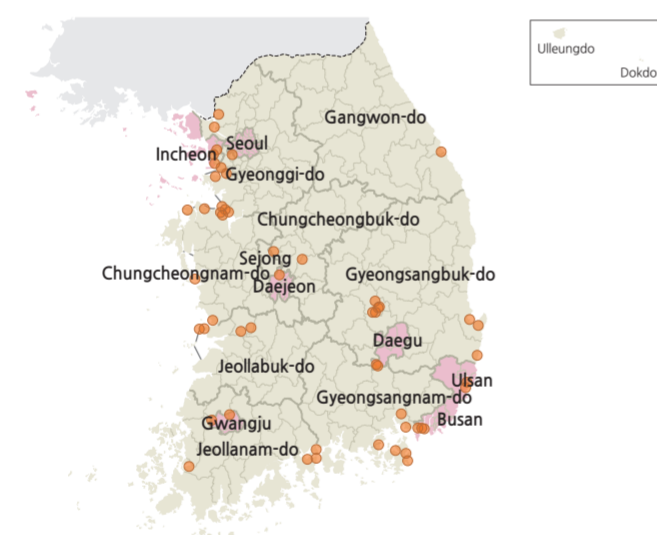 Ulleungdo
Dokdo
Gangwon-do
Seoul
Incheon
Gyeonggi-do
Chungcheongbuk-do
Sejong
Chungcheongnam-do
Gyeongsangbuk-do
Daejeon
Daegu
Jeollabuk-do
Ulsan
Gyeongsangnam-do
Busan
Gwangju
Jeollanam-do